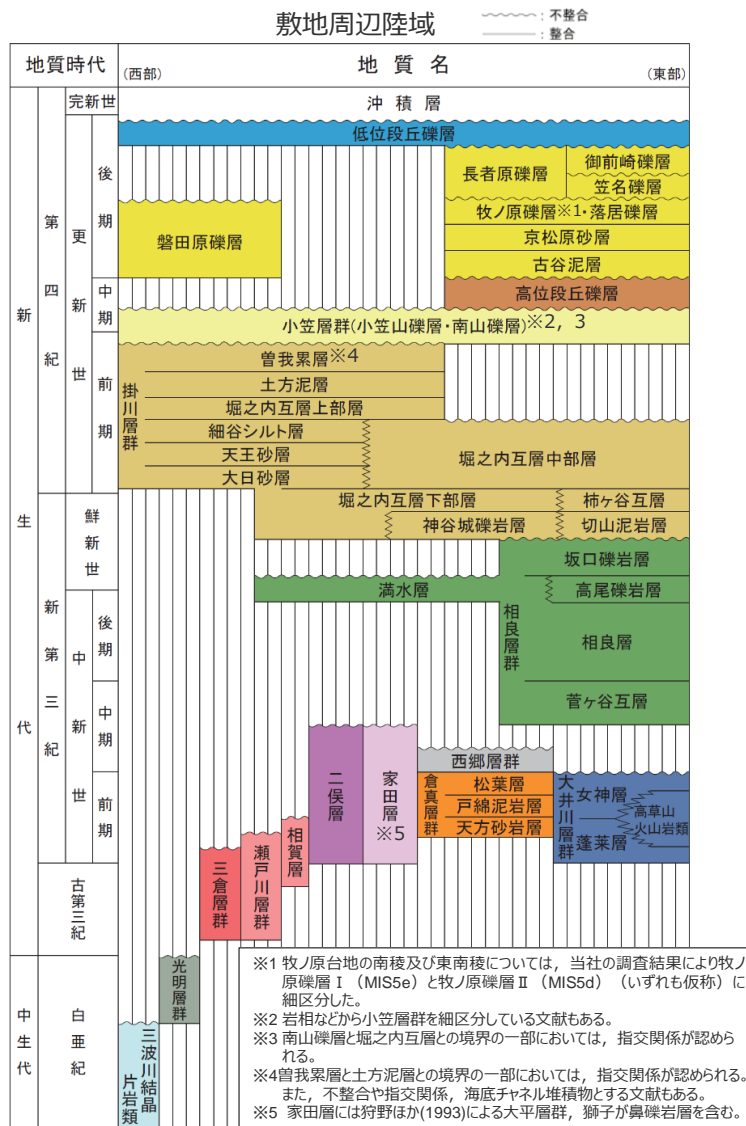 敷地周辺陸域
：不整合
：整合
地質時代
（西部）
地質名
（東部）
新生代
第四紀
完新世
沖積層
更新世
後期
低位段丘礫層
長者原礫層
御前崎礫層
笠名礫層
牧ノ原礫層※1・落居礫層
磐田原礫層
京松原砂層
古谷泥層
中期
高位段丘礫層
小笠層群(小笠山礫層・南山礫層)※2，3
前期
掛川層群
曽我累層※4
土方泥層
堀之内互層上部層
細谷シルト層
天王砂層
大日砂層
堀之内互層中部層
新第三紀
鮮新世
堀之内互層下部層
柿ヶ谷互層
神谷城礫岩層
切山泥岩層
相良層群
坂口礫岩層
満水層
高尾礫岩層
中新世
後期
相良層
菅ヶ谷互層
中期
二俣層
家田層※5
西郷層群
前期
倉真層群
松葉層
戸綿泥岩層
天方砂岩層
大井川層群
女神層
蓬莱層
高草山
火山岩類
相賀層
瀬戸川層群
三倉層群
古第三紀
中生代
白亜紀
光明層群
三波川結晶
片岩類
※1 牧ノ原台地の南稜及び東南稜については，当社の調査結果により牧ノ
原礫層Ⅰ（MIS5e）と牧ノ原礫層Ⅱ（MIS5d）（いずれも仮称）に
細区分した。
※2 岩相などから小笠層群を細区分している文献もある。
※3 南山礫層と堀之内互層との境界の一部においては，指交関係が認めら
れる。
※4曽我累層と土方泥層との境界の一部においては，指交関係が認められる。
また，不整合や指交関係，海底チャネル堆積物とする文献もある。
※5 家田層には狩野ほか(1993)による大平層群，獅子が鼻礫岩層を含む。